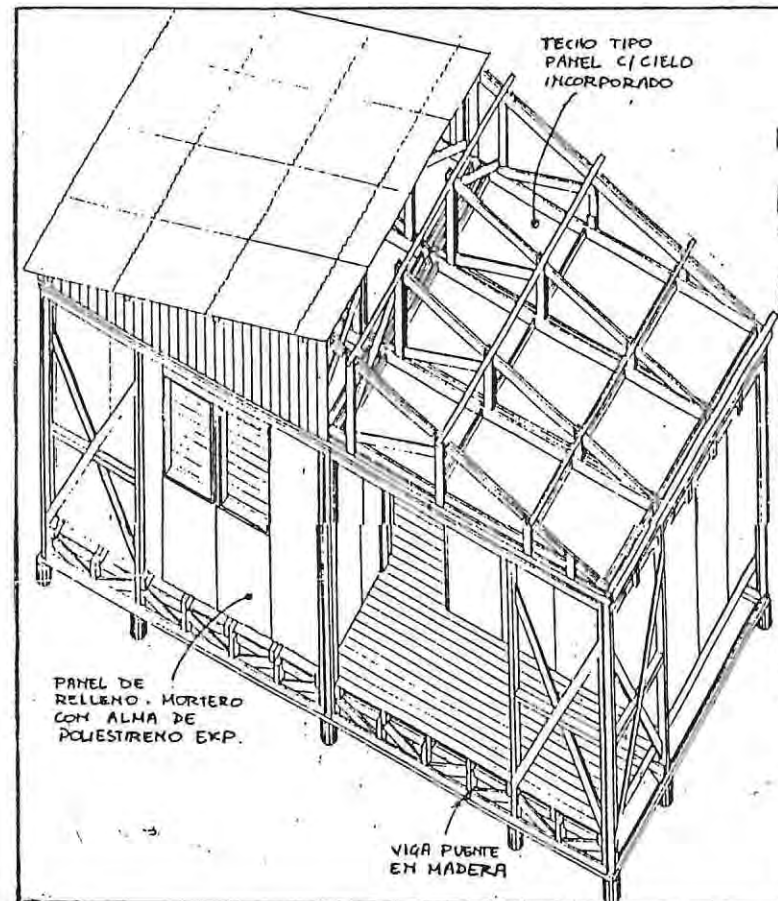 TECHO TIPO
PANEL C/ CIELO
INCORPORADO
PANEL DE
RELLENO. MORTERO
CON ALMA DE
POLIESTIRENO EXP.
VIGA PUENTE
EN MADERA